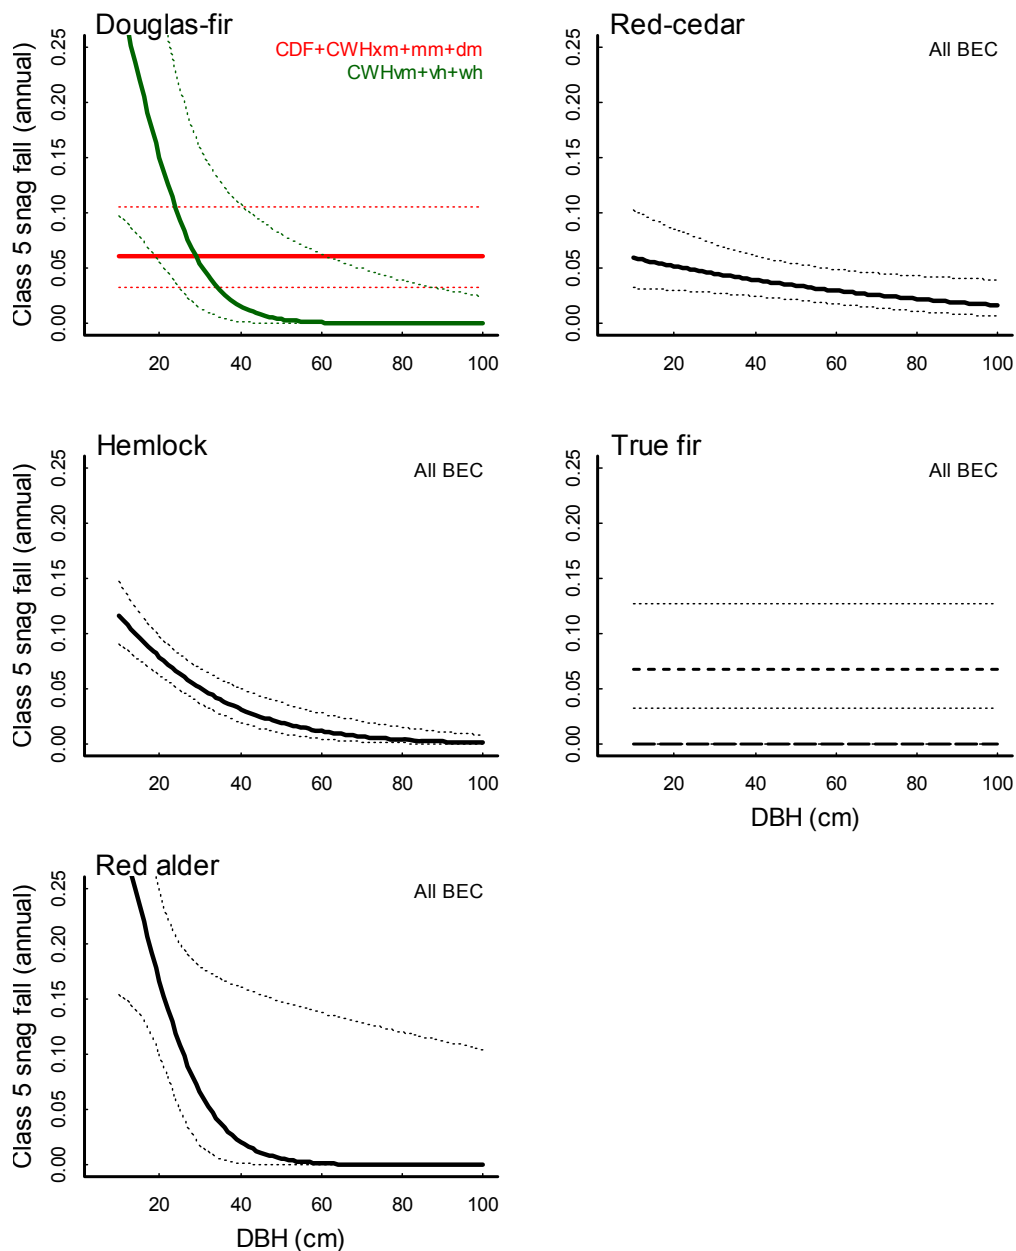 Douglas-fir
CDF+CWHxm+mm+dm
CWHvm+vh+wh
Class 5 snag fall (annual)
0.00 0.05 0.10 0.15 0.20 0.25
20 40 60 80 100
Red-cedar
All BEC
0.00 0.05 0.10 0.15 0.20 0.25
20 40 60 80 100
Hemlock
All BEC
Class 5 snag fall (annual)
0.00 0.05 0.10 0.15 0.20 0.25
20 40 60 80 100
True fir
All BEC
0.00 0.05 0.10 0.15 0.20 0.25
20 40 60 80 100
DBH (cm)
Red alder
All BEC
Class 5 snag fall (annual)
0.00 0.05 0.10 0.15 0.20 0.25
20 40 60 80 100
DBH (cm)